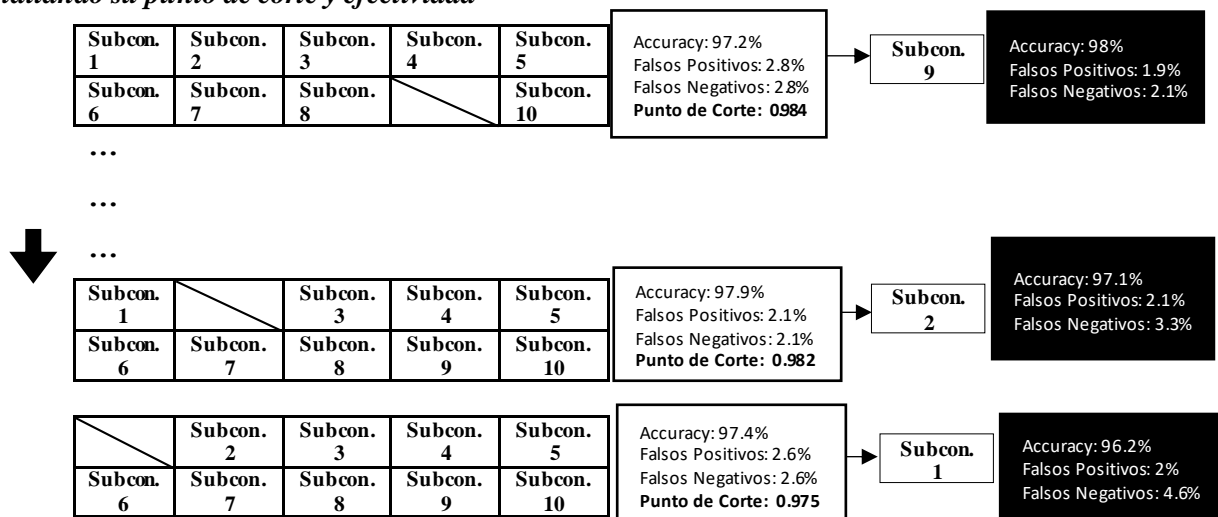 Subcon. 1 Subcon. 2 Subcon. 3 Subcon. 4 Subcon. 5
Subcon. 6 Subcon. 7 Subcon. 8 Subcon. 10
Accuracy: 97.2%
Falsos Positivos: 2.8%
Falsos Negativos: 2.8%
Punto de Corte: 0.984
Subcon. 9
Accuracy: 98%
Falsos Positivos: 1.9%
Falsos Negativos: 2.1%
...
...
...
Subcon. 1 Subcon. 3 Subcon. 4 Subcon. 5
Subcon. 6 Subcon. 7 Subcon. 8 Subcon. 9 Subcon. 10
Accuracy: 97.9%
Falsos Positivos: 2.1%
Falsos Negativos: 2.1%
Punto de Corte: 0.982
Subcon. 2
Accuracy: 97.1%
Falsos Positivos: 2.1%
Falsos Negativos: 3.3%
Subcon. 2 Subcon. 3 Subcon. 4 Subcon. 5
Subcon. 6 Subcon. 7 Subcon. 8 Subcon. 9 Subcon. 10
Accuracy: 97.4%
Falsos Positivos: 2.6%
Falsos Negativos: 2.6%
Punto de Corte: 0.975
Subcon. 1
Accuracy: 96.2%
Falsos Positivos: 2%
Falsos Negativos: 4.6%